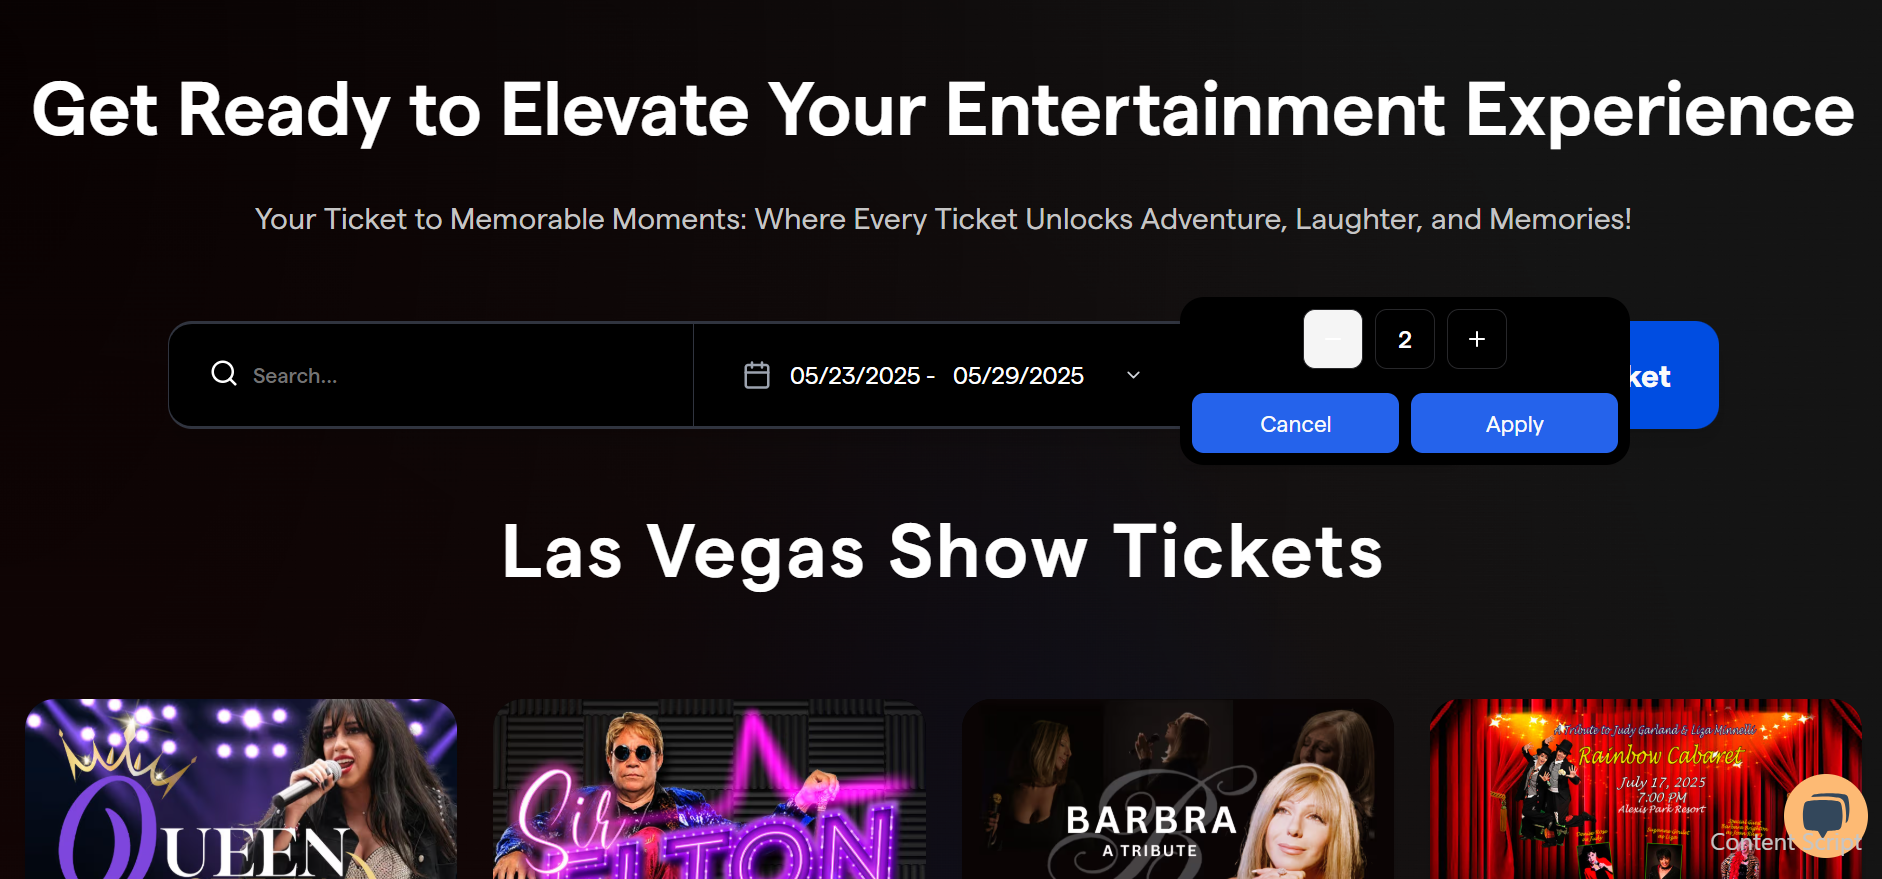 Get Ready to Elevate Your Entertainment Experience
Your Ticket to Memorable Moments: Where Every Ticket Unlocks Adventure, Laughter, and Memories!
Search...
05/23/2025 - 05/29/2025
2
ket
Cancel
Apply
Las Vegas Show Tickets
QUEEN
Sir
ELTON
BARBRA
A TRIBUTE
A Tribute to Judy Garland & Liza Minnelli
Rainbow Cabaret
July 17, 2025
7:00 PM
Alexis Park Resort
Content Script